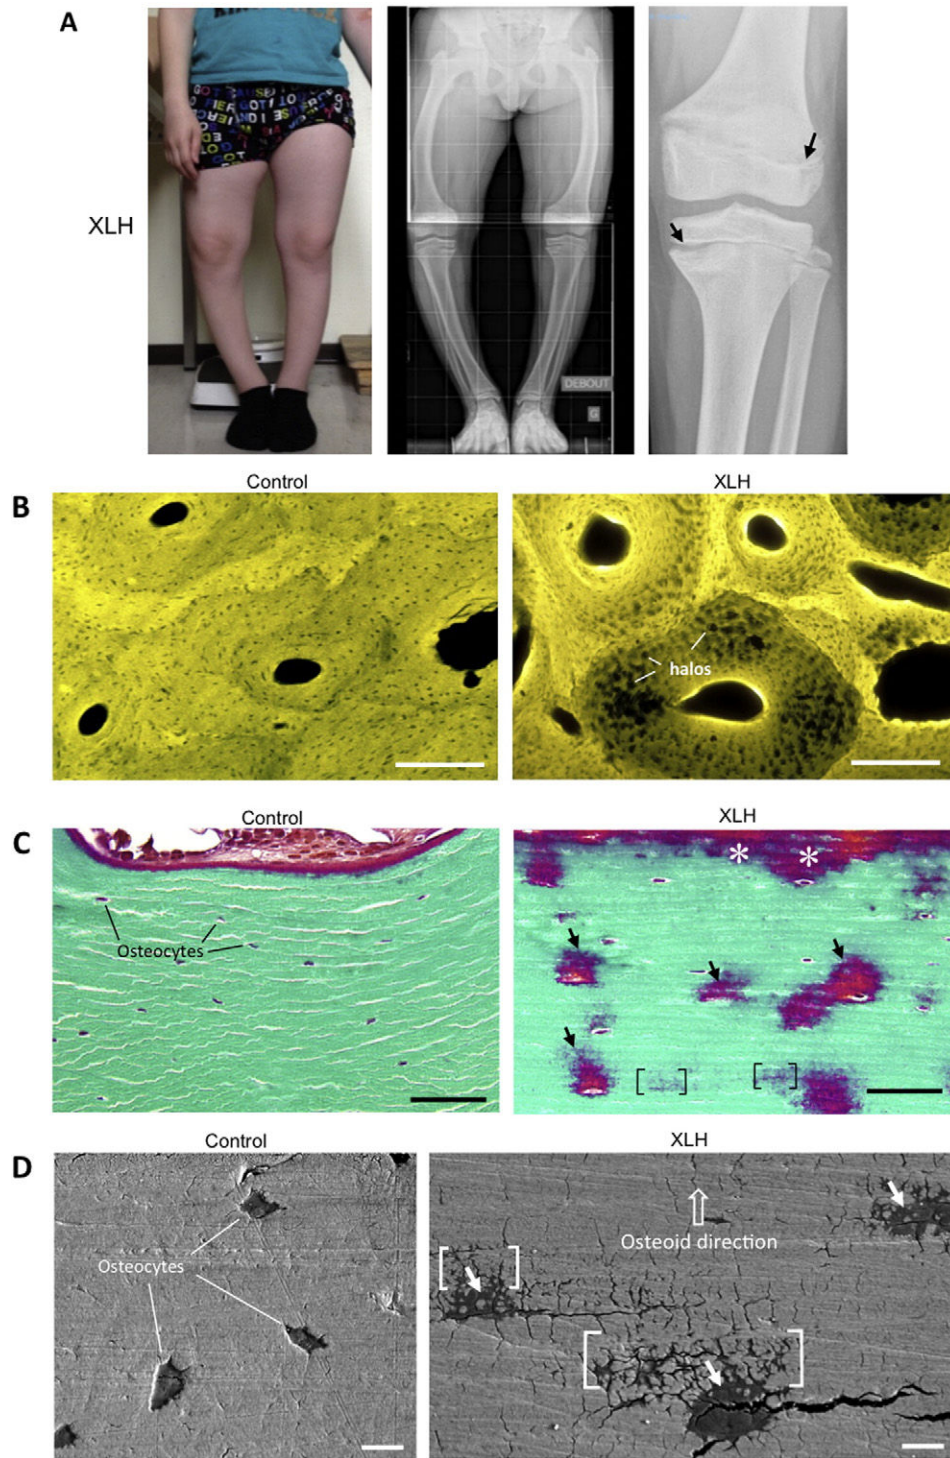 A
XLH
DEBOUT
G
B
Control
XLH
halos
C
Control
XLH
Osteocytes
*
*
D
Control
XLH
Osteocytes
Osteoid direction